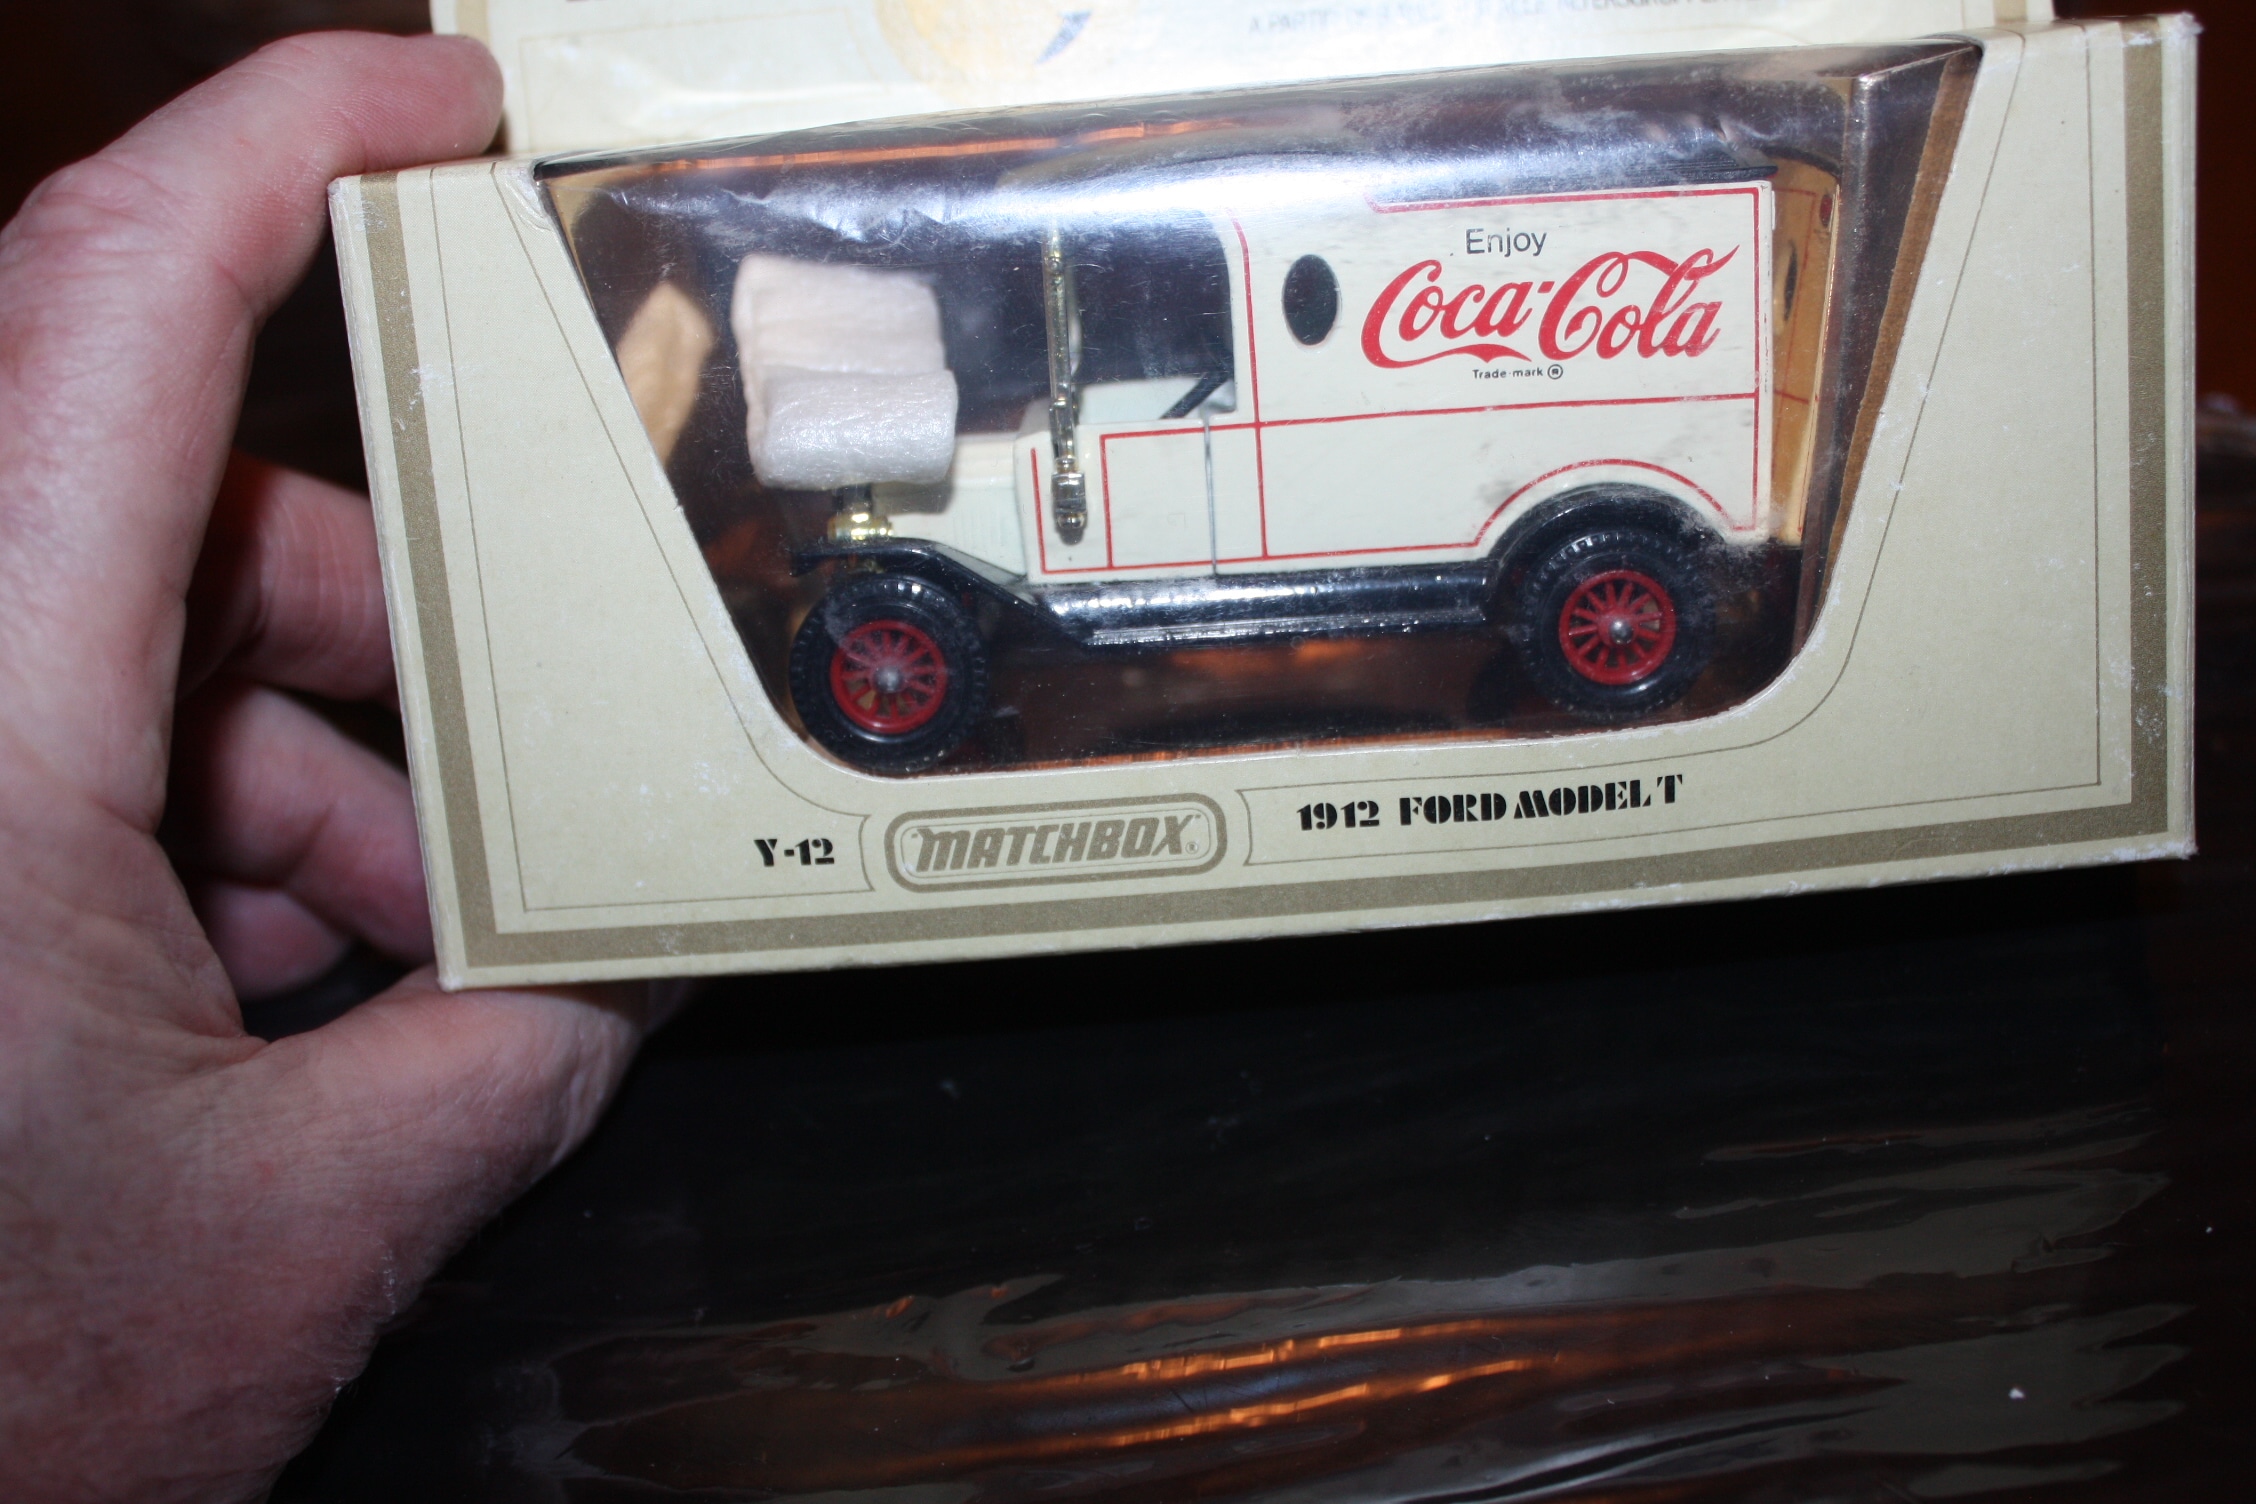 Enjoy
Coca-Cola
Trade-mark ®
Y-12
MATCHBOX®
1912 FORD MODEL T